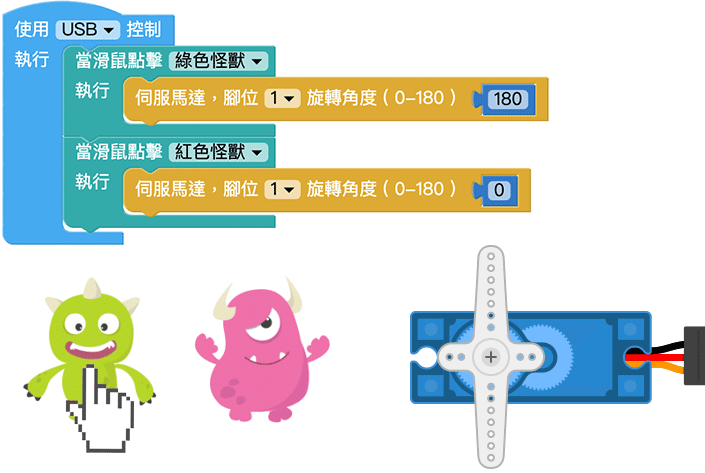 使用 USB 控制
執行
當滑鼠點擊 綠色怪獸
執行
伺服馬達，腳位 1 旋轉角度（0-180） 180
當滑鼠點擊 紅色怪獸
執行
伺服馬達，腳位 1 旋轉角度（0-180） 0